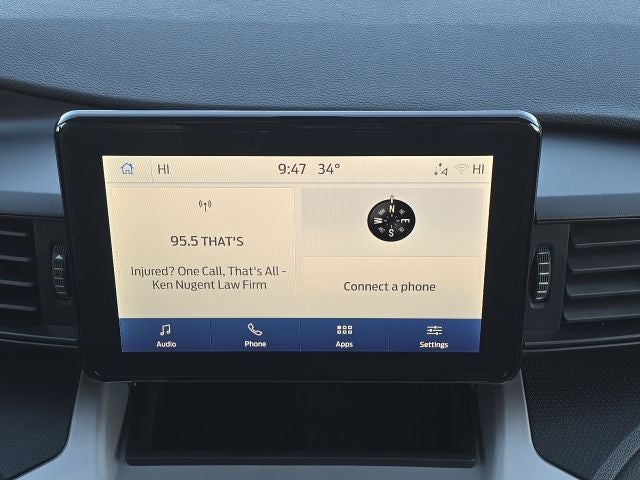 HI 9:47 34° HI
95.5 THAT'S
Injured? One Call, That's All -
Ken Nugent Law Firm
N
W E
S
Connect a phone
Audio Phone Apps Settings